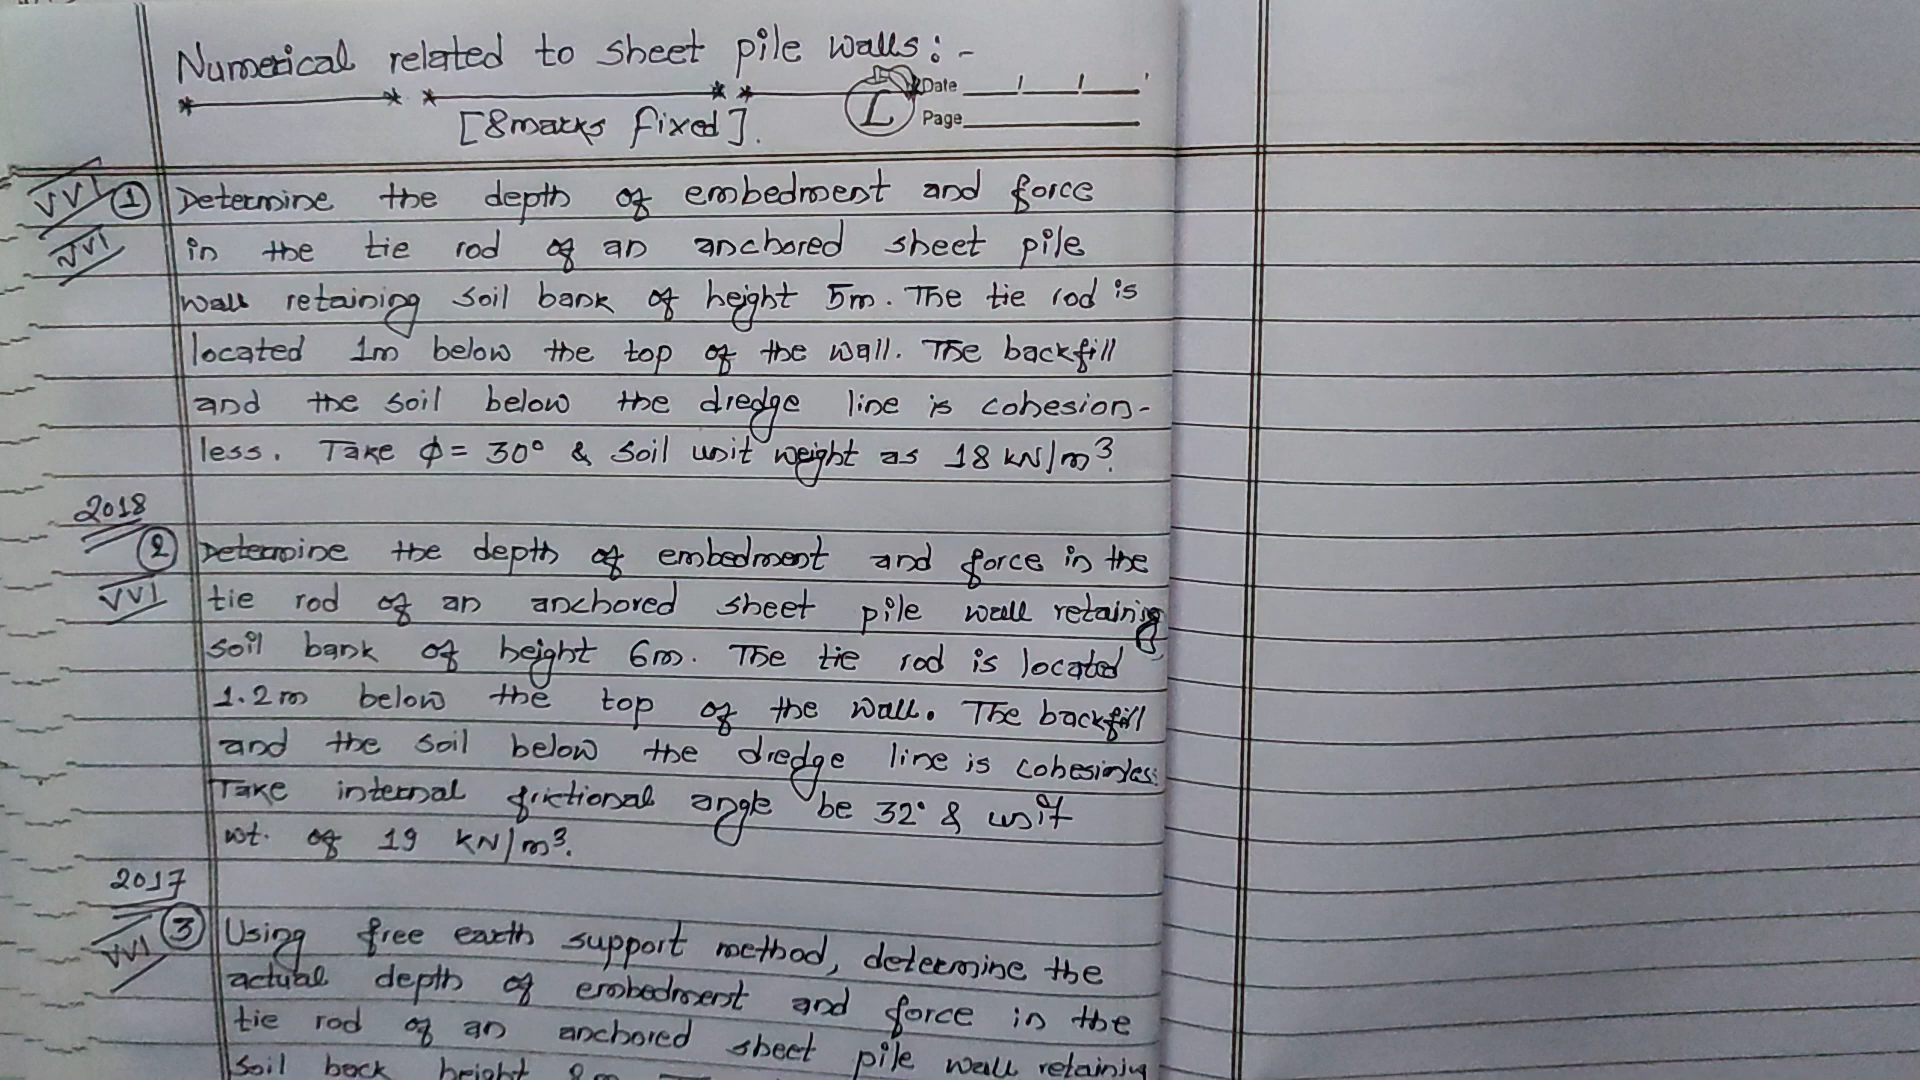 Numerical related to sheet pile walls:-
Date
[8marks fixed].
L
Page
VVI
① Determine the depth of embedment and force
VVI
in the tie rod of an anchored sheet pile
wall retaining soil bank of height 5m. The tie rod is
located 1m below the top of the wall. The backfill
and the soil below the dredge line is cohesion-
less. Take ϕ = 30° & soil unit weight as 18 kN/m³.
2018
② Determine the depth of embedment and force in the
VVI
tie rod of an anchored sheet pile wall retaining
soil bank of height 6m. The tie rod is located
1.2m below the top of the wall. The backfill
and the soil below the dredge line is cohesionless.
Take internal frictional angle be 32° & unit
wt. of 19 kN/m³.
2017
③ Using free earth support method, determine the
VVI
actual depth of embedment and force in the
tie rod of an anchored sheet pile wall retaining
soil back height 8m